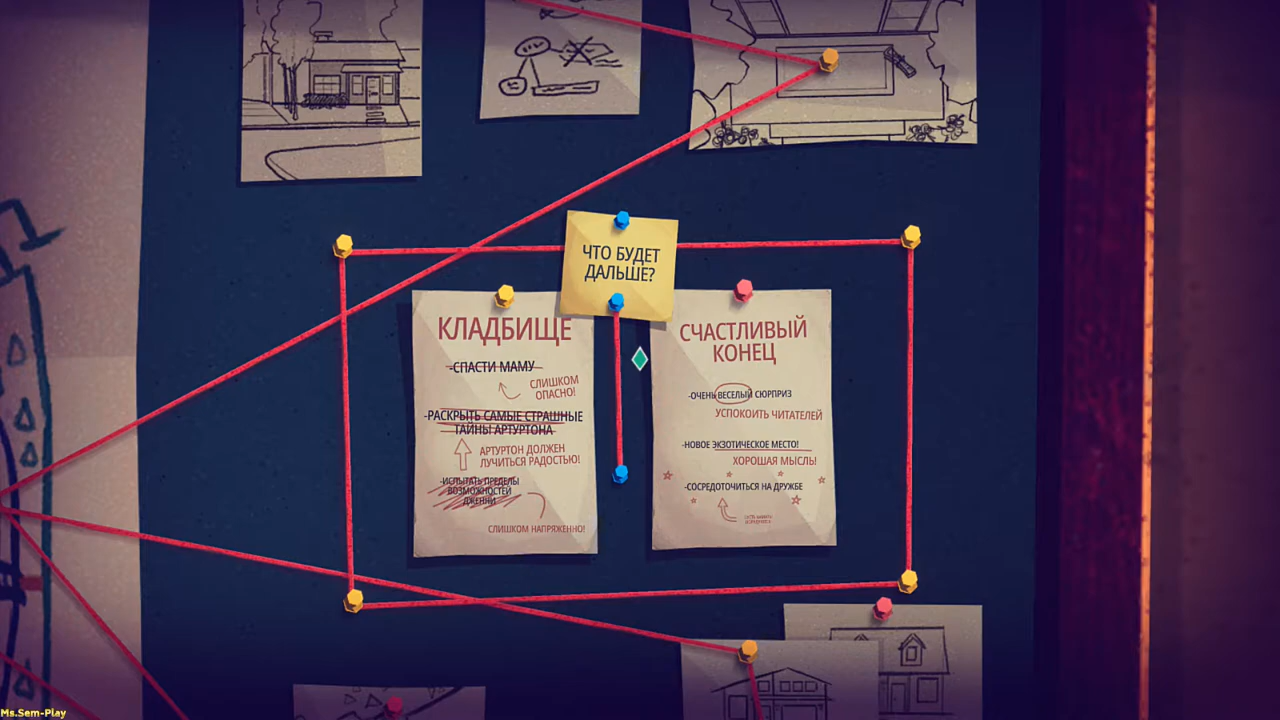 ЧТО БУДЕТ
ДАЛЬШЕ?
КЛАДБИЩЕ
-СПАСТИ МАМУ
СЛИШКОМ
ОПАСНО!
-РАСКРЫТЬ САМЫЕ СТРАШНЫЕ
ТАЙНЫ АРТУРТОНА
АРТУРТОН ДОЛЖЕН
ЛУЧИТЬСЯ РАДОСТЬЮ!
-ИСПЫТАТЬ ПРЕДЕЛЫ
ВОЗМОЖНОСТЕЙ
ДЖЕННИ
СЛИШКОМ НАПРЯЖЕННО!
СЧАСТЛИВЫЙ
КОНЕЦ
-ОЧЕНЬ ВЕСЕЛЫЙ СЮРПРИЗ
УСПОКОИТЬ ЧИТАТЕЛЕЙ
-НОВОЕ ЭКЗОТИЧЕСКОЕ МЕСТО!
ХОРОШАЯ МЫСЛЬ!
-СОСРЕДОТОЧИТЬСЯ НА ДРУЖБЕ
Ms.Sem-Play